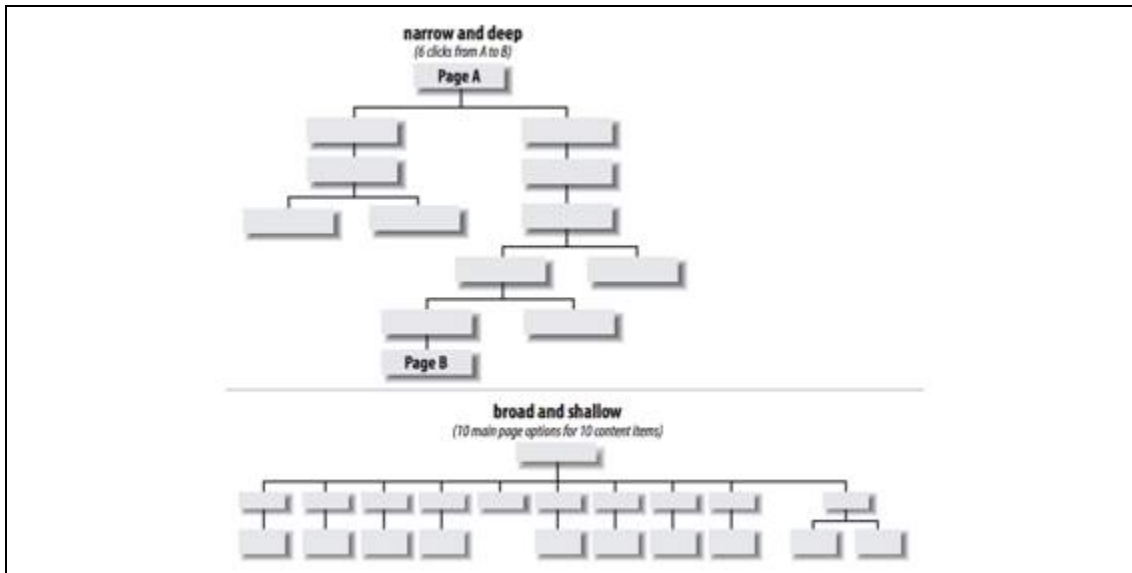 narrow and deep
(6 clicks from A to B)
Page A
Page B
broad and shallow
(10 main page options for 10 content items)